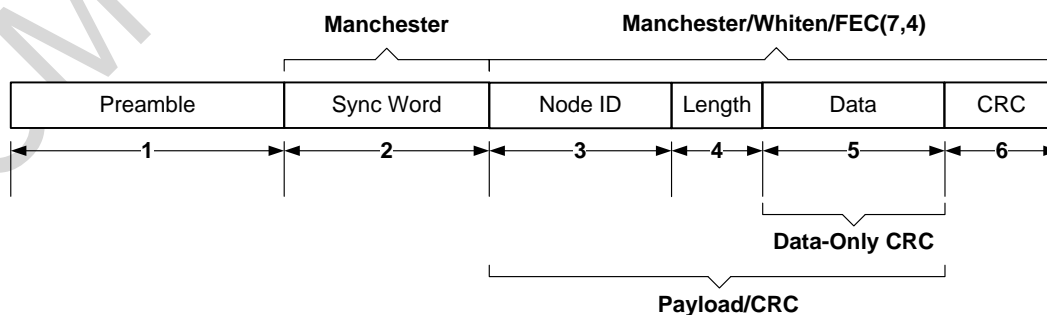 Manchester
Manchester/Whiten/FEC(7,4)
Preamble
Sync Word
Node ID
Length
Data
CRC
1
2
3
4
5
6
Data-Only CRC
Payload/CRC